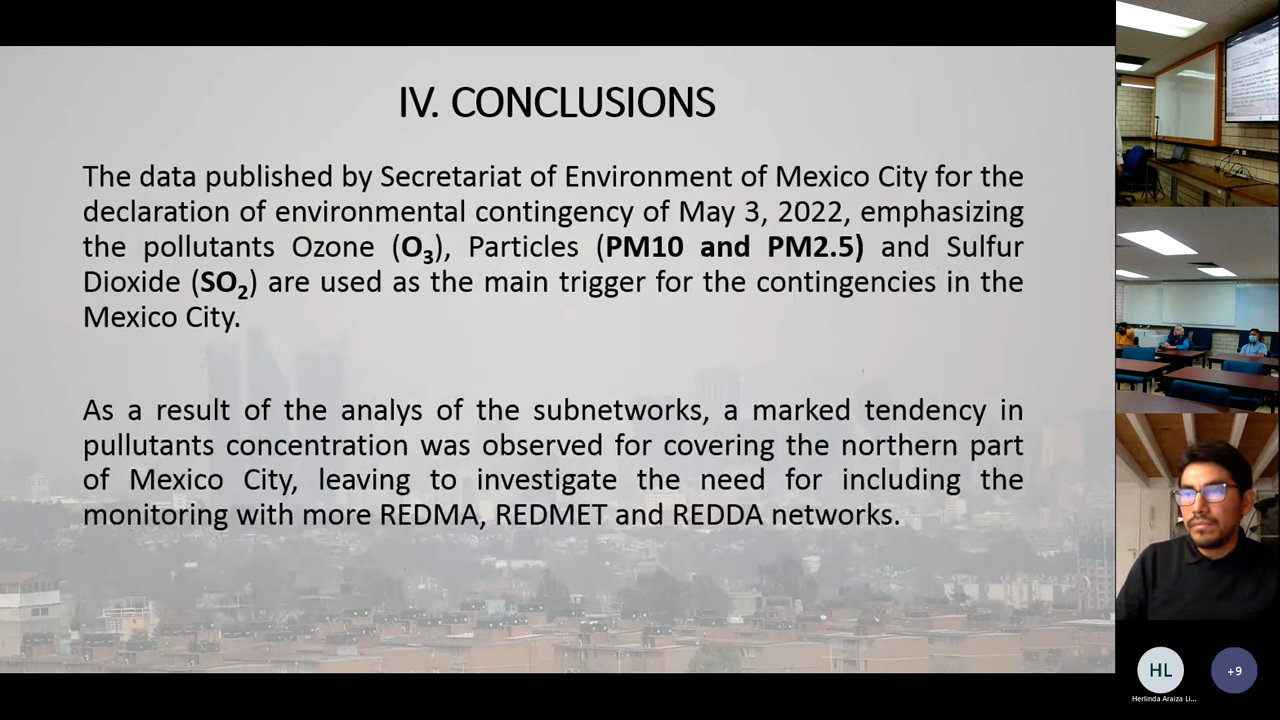 IV. CONCLUSIONS
The data published by Secretariat of Environment of Mexico City for the
declaration of environmental contingency of May 3, 2022, emphasizing
the pollutants Ozone (O₃), Particles (PM10 and PM2.5) and Sulfur
Dioxide (SO₂) are used as the main trigger for the contingencies in the
Mexico City.
As a result of the analys of the subnetworks, a marked tendency in
pullutants concentration was observed for covering the northern part
of Mexico City, leaving to investigate the need for including the
monitoring with more REDMA, REDMET and REDDA networks.
HL
+9
Herlinda Araiza Li...